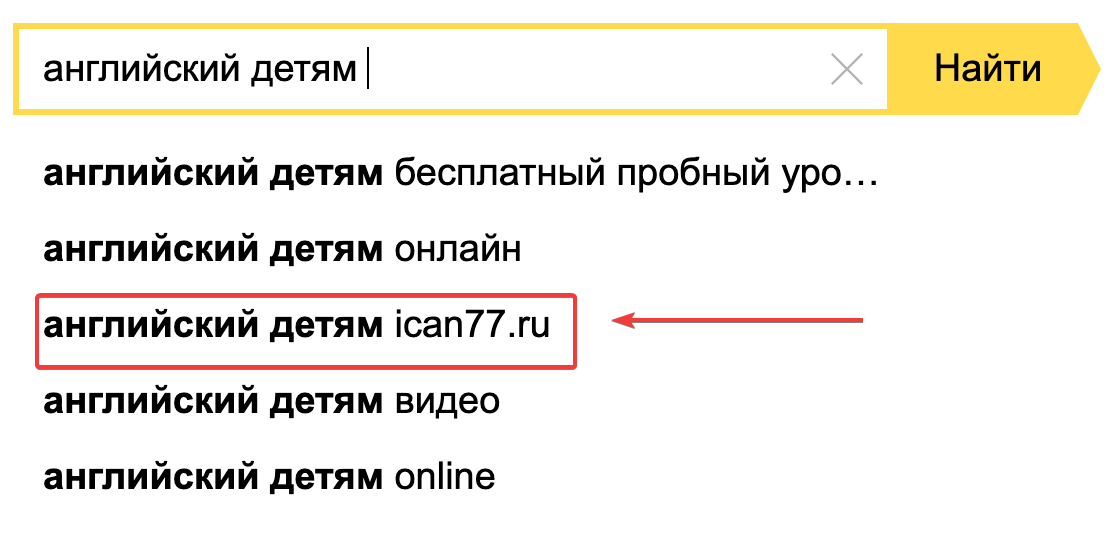 английский детям
Найти
английский детям бесплатный пробный уро...
английский детям онлайн
английский детям ican77.ru
английский детям видео
английский детям online